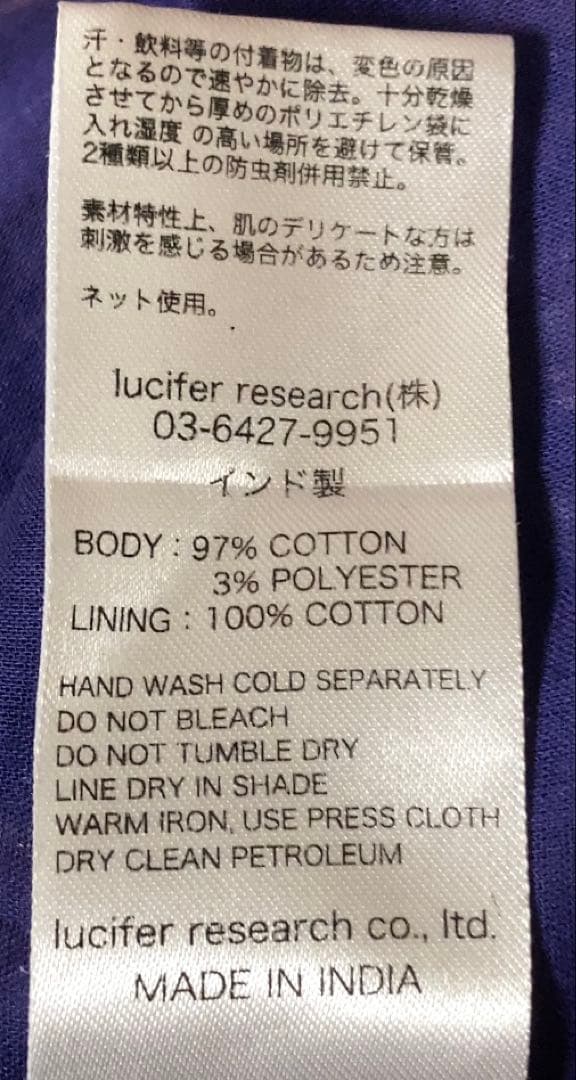 汗・飲料等の付着物は、変色の原因
となるので速やかに除去。十分乾燥
させてから厚めのポリエチレン袋に
入れ湿度 の高い場所を避けて保管。
2種類以上の防虫剤併用禁止。
素材特性上、肌のデリケートな方は
刺激を感じる場合があるため注意。
ネット使用。
lucifer research(株)
03-6427-9951
インド製
BODY : 97% COTTON
3% POLYESTER
LINING : 100% COTTON
HAND WASH COLD SEPARATELY
DO NOT BLEACH
DO NOT TUMBLE DRY
LINE DRY IN SHADE
WARM IRON, USE PRESS CLOTH
DRY CLEAN PETROLEUM
lucifer research co., ltd.
MADE IN INDIA